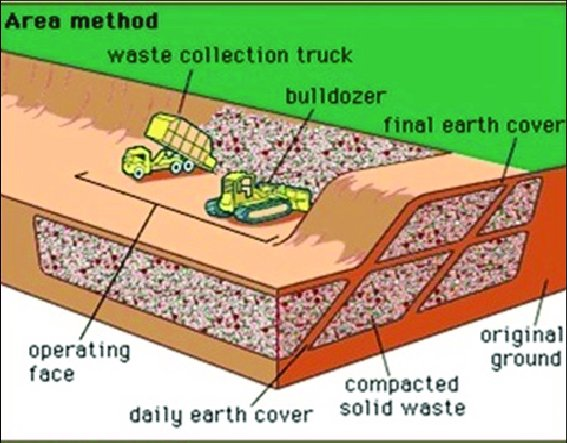 Area method
waste collection truck
bulldozer
final earth cover
operating
face
daily earth cover
compacted
solid waste
original
ground